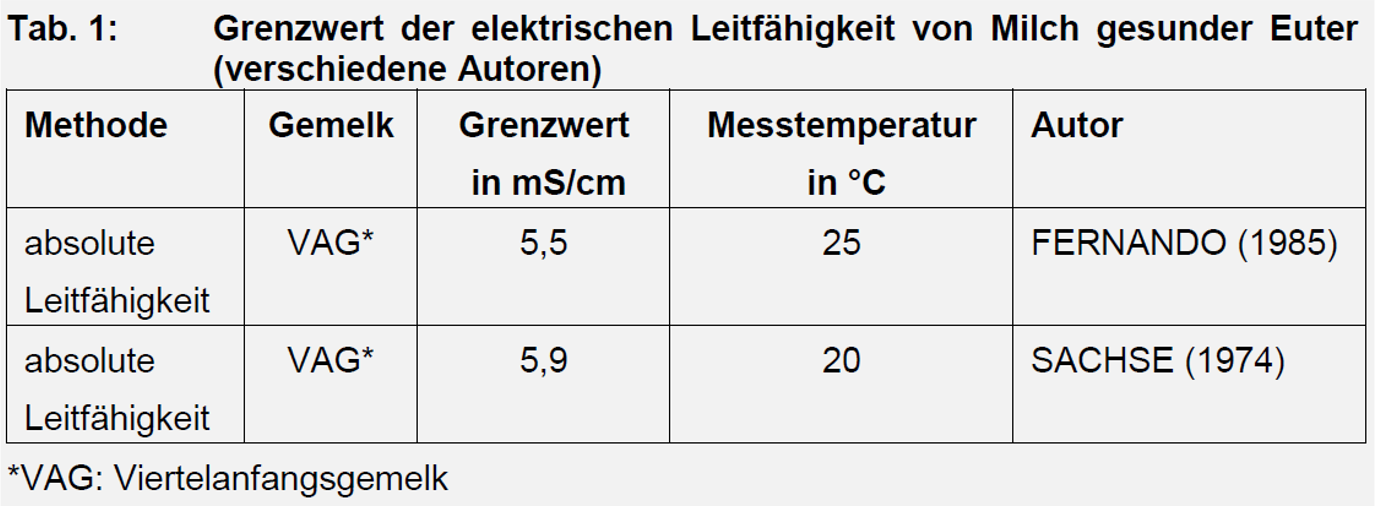 Tab. 1: Grenzwert der elektrischen Leitfähigkeit von Milch gesunder Euter
(verschiedene Autoren)
Methode Gemelk Grenzwert Messtemperatur Autor
in mS/cm in °C
absolute VAG* 5,5 25 FERNANDO (1985)
Leitfähigkeit
absolute VAG* 5,9 20 SACHSE (1974)
Leitfähigkeit
*VAG: Viertelanfangsgemelk